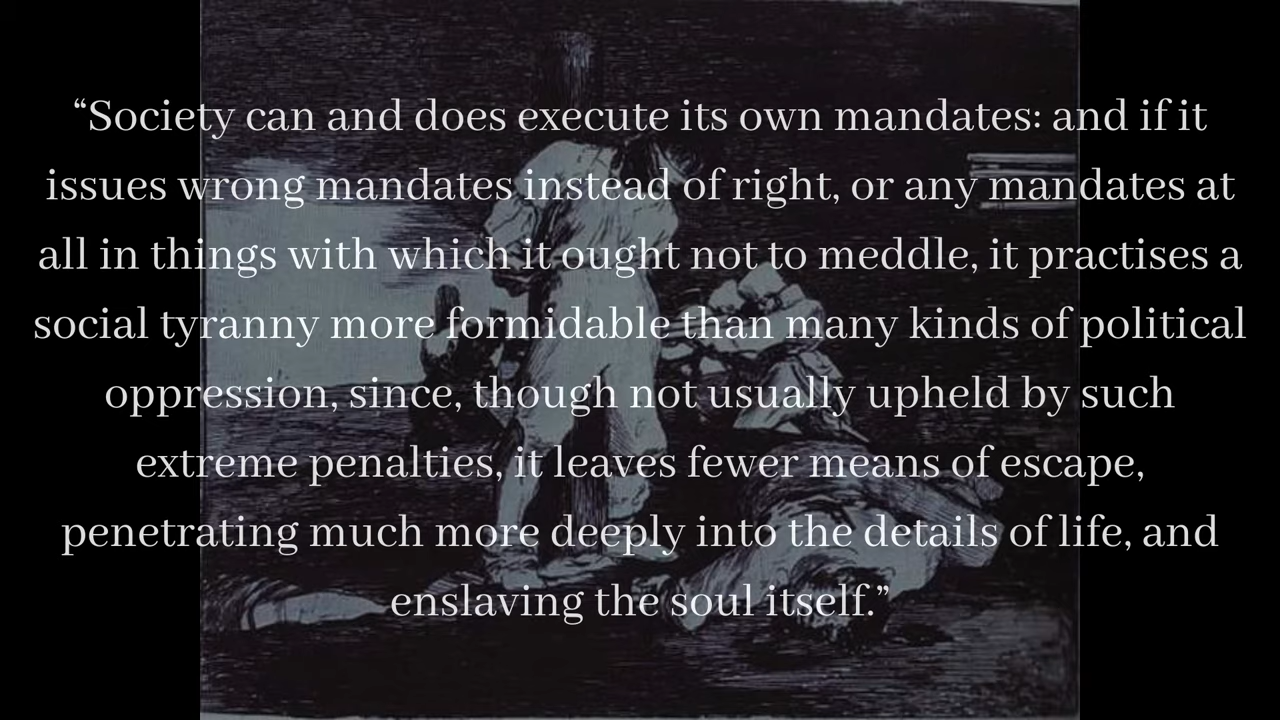 “Society can and does execute its own mandates: and if it
issues wrong mandates instead of right, or any mandates at
all in things with which it ought not to meddle, it practises a
social tyranny more formidable than many kinds of political
oppression, since, though not usually upheld by such
extreme penalties, it leaves fewer means of escape,
penetrating much more deeply into the details of life, and
enslaving the soul itself.”